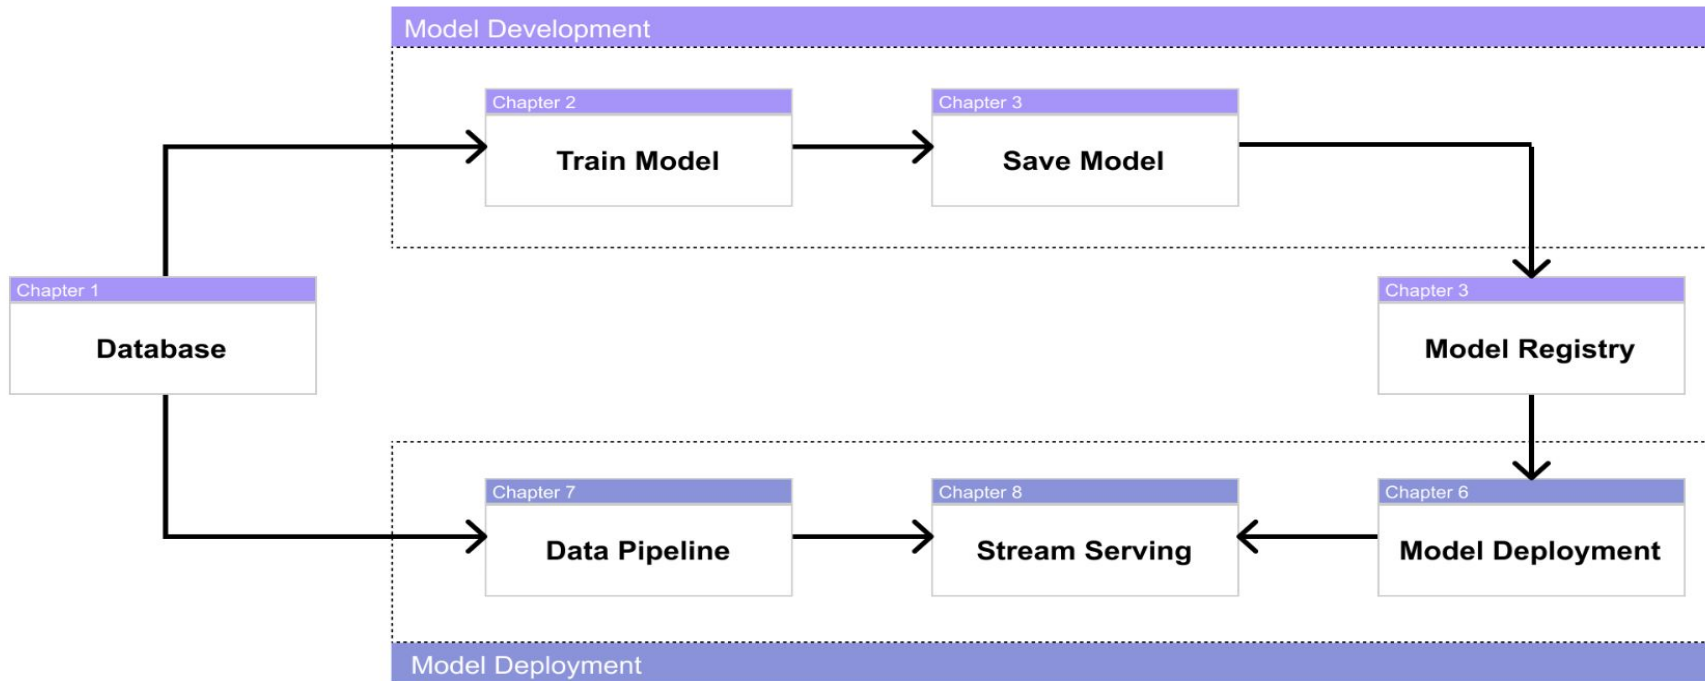 Model Development
Chapter 2
Train Model
Chapter 3
Save Model
Chapter 1
Database
Chapter 3
Model Registry
Chapter 7
Data Pipeline
Chapter 8
Stream Serving
Chapter 6
Model Deployment
Model Deployment